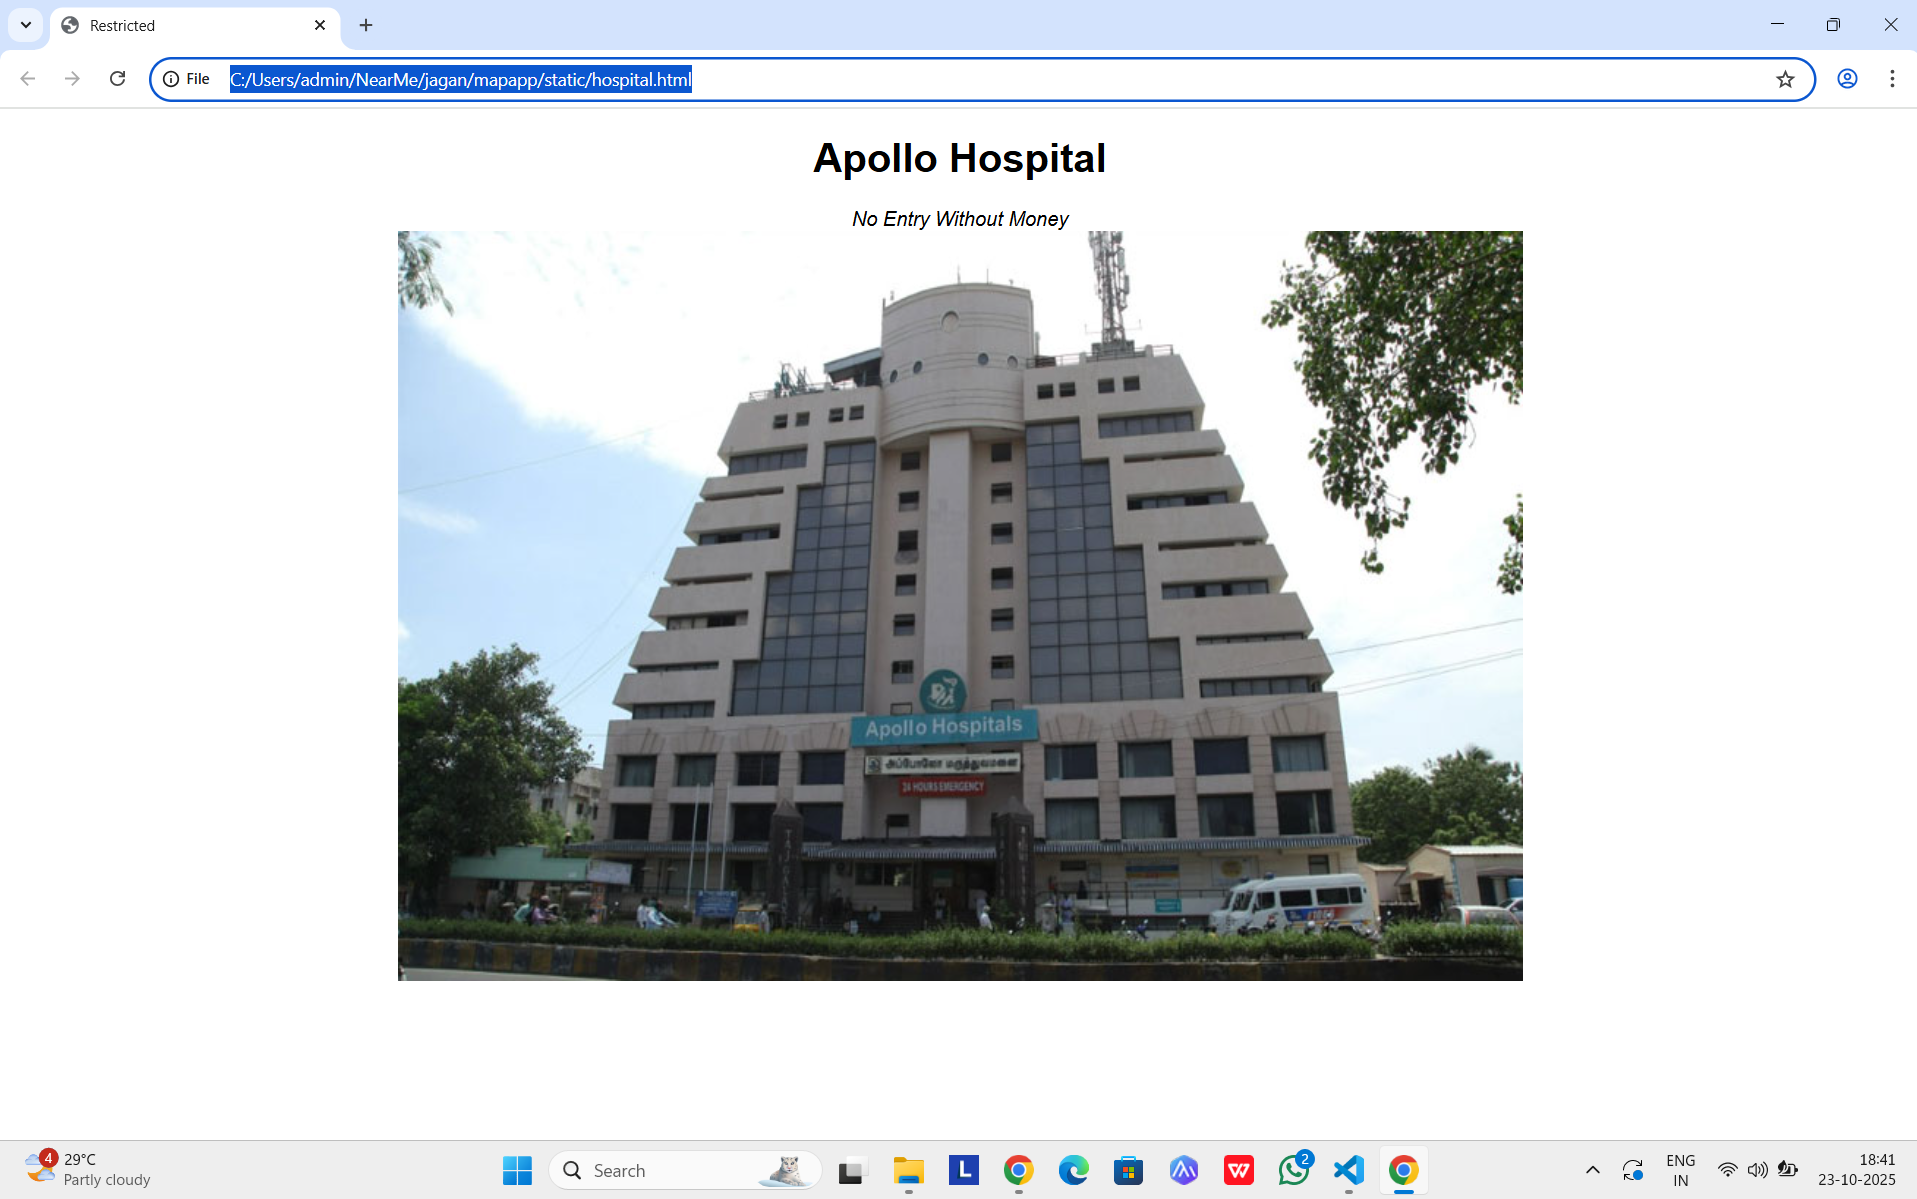 Restricted
File
C:/Users/admin/NearMe/jagan/mapapp/static/hospital.html
Apollo Hospital
No Entry Without Money
Apollo Hospitals
அப்போலோ மருத்துவமனை
24 HOURS EMERGENCY
4
29°C
Partly cloudy
Search
L
W
2
ENG
IN
18:41
23-10-2025